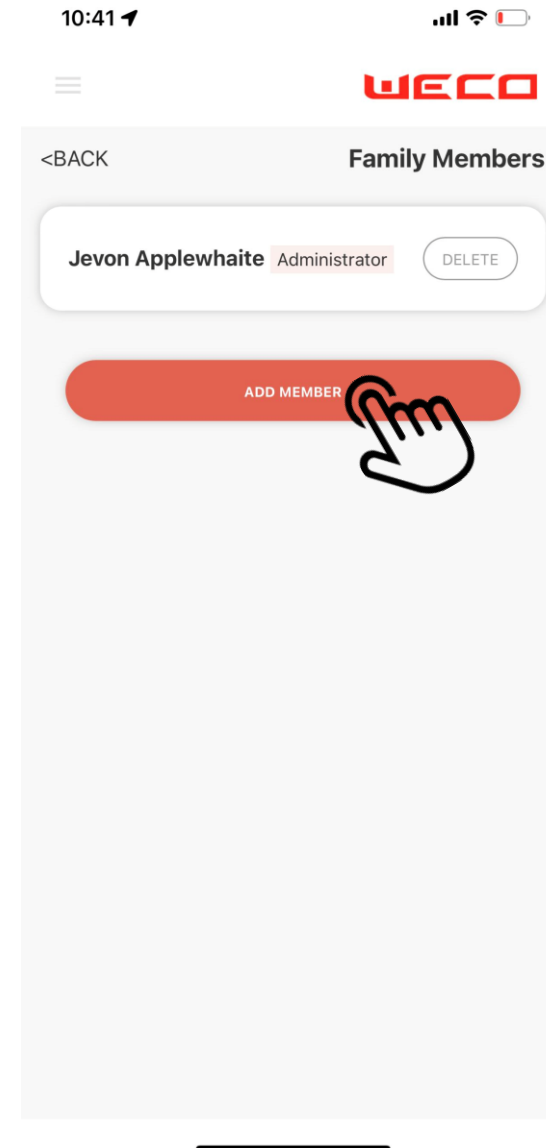 10:41
WECO
<BACK
Family Members
Jevon Applewhaite Administrator DELETE
ADD MEMBER